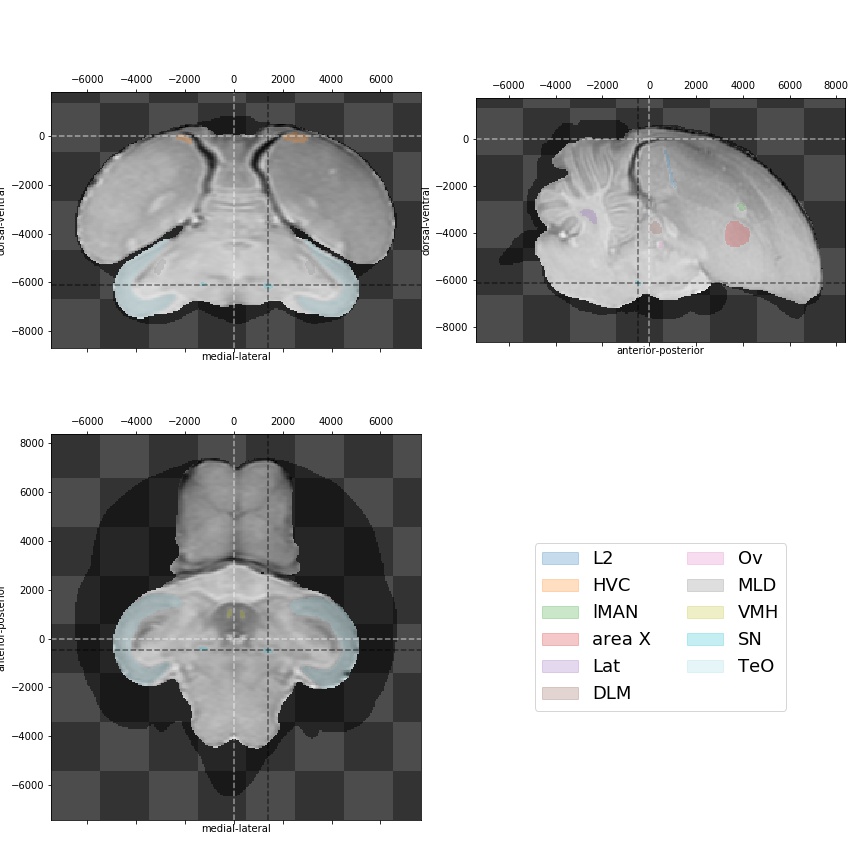 −6000 −4000 −2000 0 2000 4000 6000
0
−2000
−4000
−6000
−8000
dorsal-ventral
medial-lateral
−6000 −4000 −2000 0 2000 4000 6000 8000
0
−2000
−4000
−6000
−8000
dorsal-ventral
anterior-posterior
−6000 −4000 −2000 0 2000 4000 6000
8000
6000
4000
2000
0
−2000
−4000
−6000
anterior-posterior
medial-lateral
L2
HVC
lMAN
area X
Lat
DLM
Ov
MLD
VMH
SN
TeO